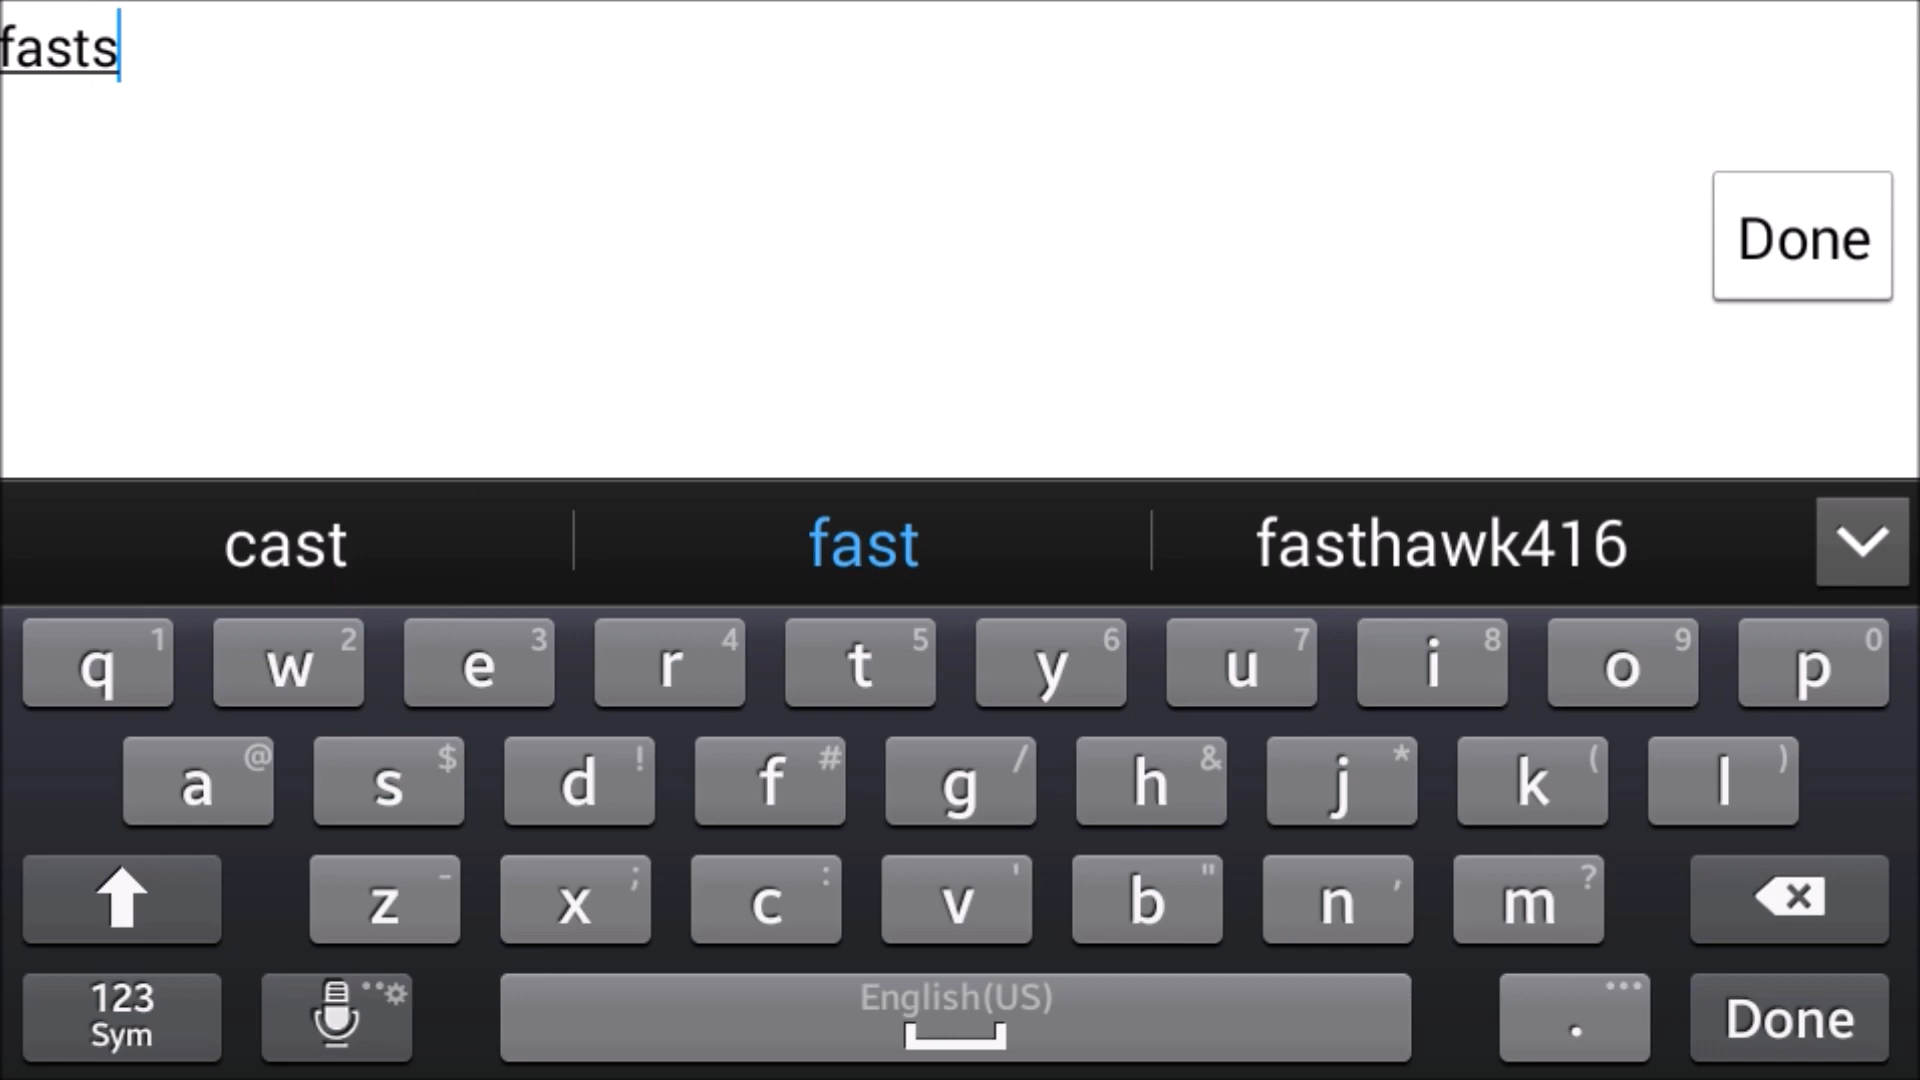 fasts
Done
cast fast fasthawk416
q 1 w 2 e 3 r 4 t 5 y 6 u 7 i 8 o 9 p 0
a @ s $ d ! f # g / h & j * k ( l )
z - x ; c : v ' b " n , m ?
123 Sym English(US) . ... Done